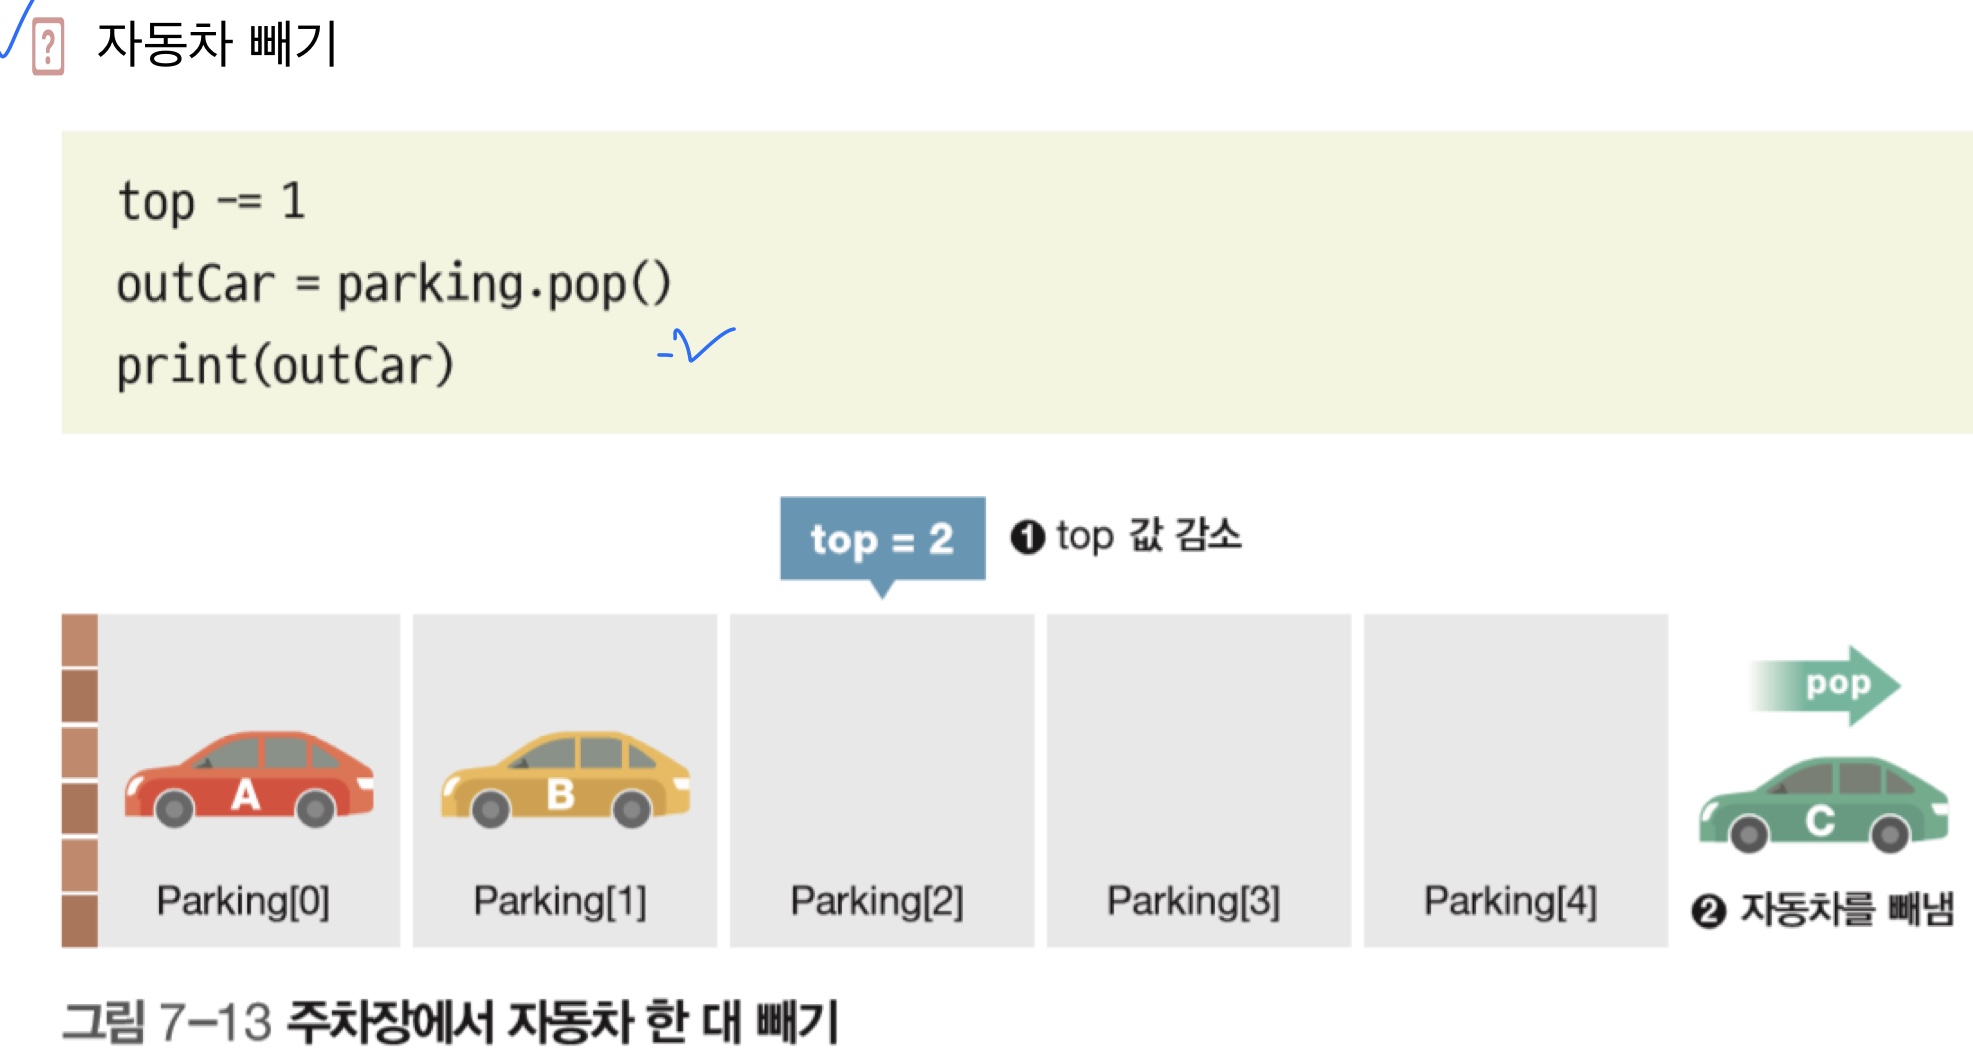 자동차 빼기
top -= 1
outCar = parking.pop()
print(outCar)
top = 2 ❶ top 값 감소
pop
A B C
Parking[0] Parking[1] Parking[2] Parking[3] Parking[4] ❷ 자동차를 빼냄
그림 7-13 주차장에서 자동차 한 대 빼기